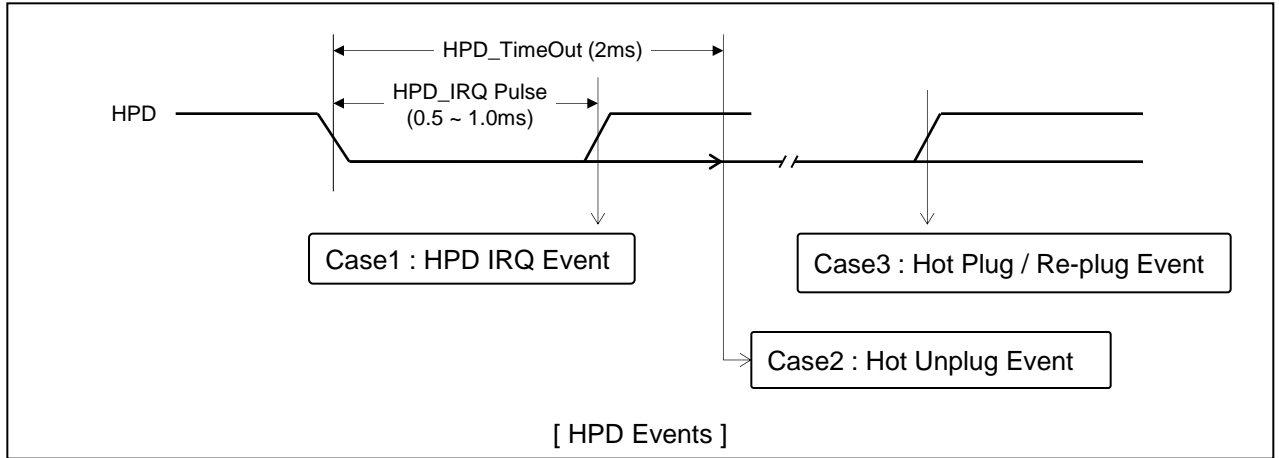 HPD_TimeOut (2ms)
HPD_IRQ Pulse
(0.5 ~ 1.0ms)
HPD
Case1 : HPD IRQ Event
Case3 : Hot Plug / Re-plug Event
Case2 : Hot Unplug Event
[ HPD Events ]